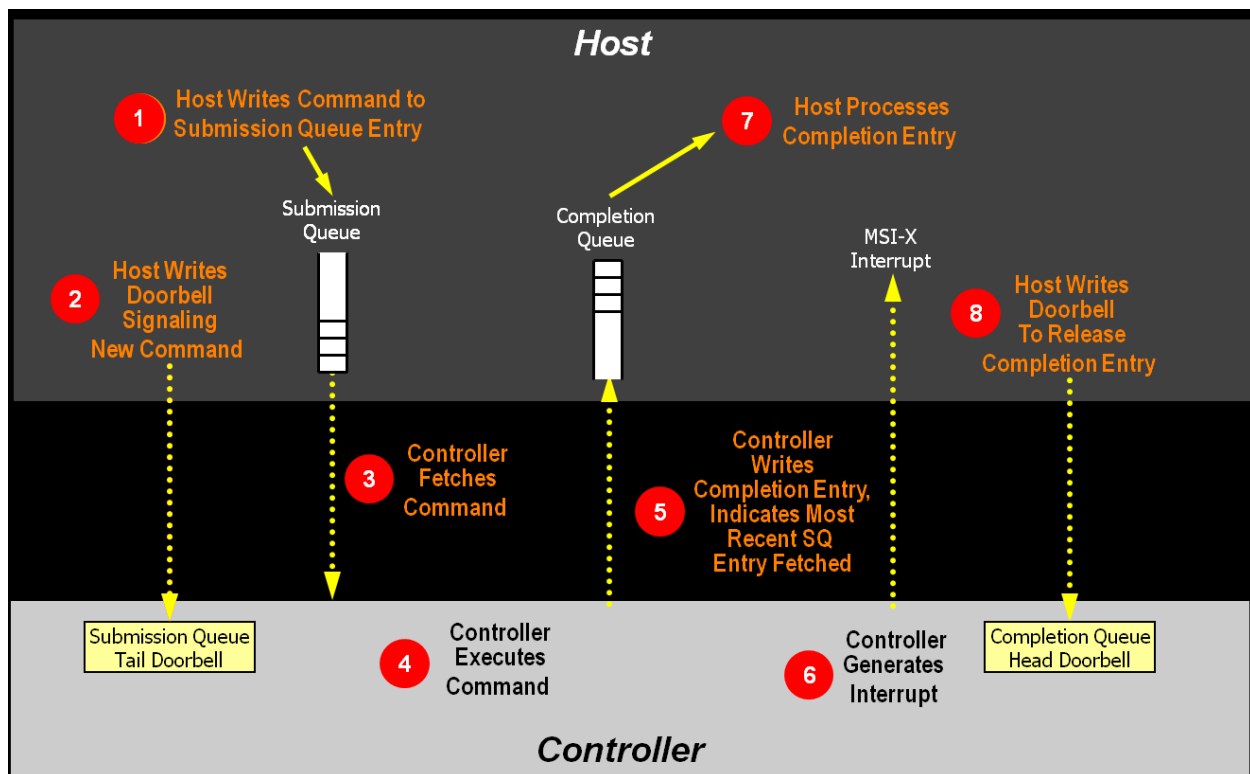 Host
1
Host Writes Command to
Submission Queue Entry
7
Host Processes
Completion Entry
Submission
Queue
Completion
Queue
MSI-X
Interrupt
2
Host Writes
Doorbell
Signaling
New Command
8
Host Writes
Doorbell
To Release
Completion Entry
3
Controller
Fetches
Command
5
Controller
Writes
Completion Entry,
Indicates Most
Recent SQ
Entry Fetched
Submission Queue
Tail Doorbell
4
Controller
Executes
Command
6
Controller
Generates
Interrupt
Completion Queue
Head Doorbell
Controller